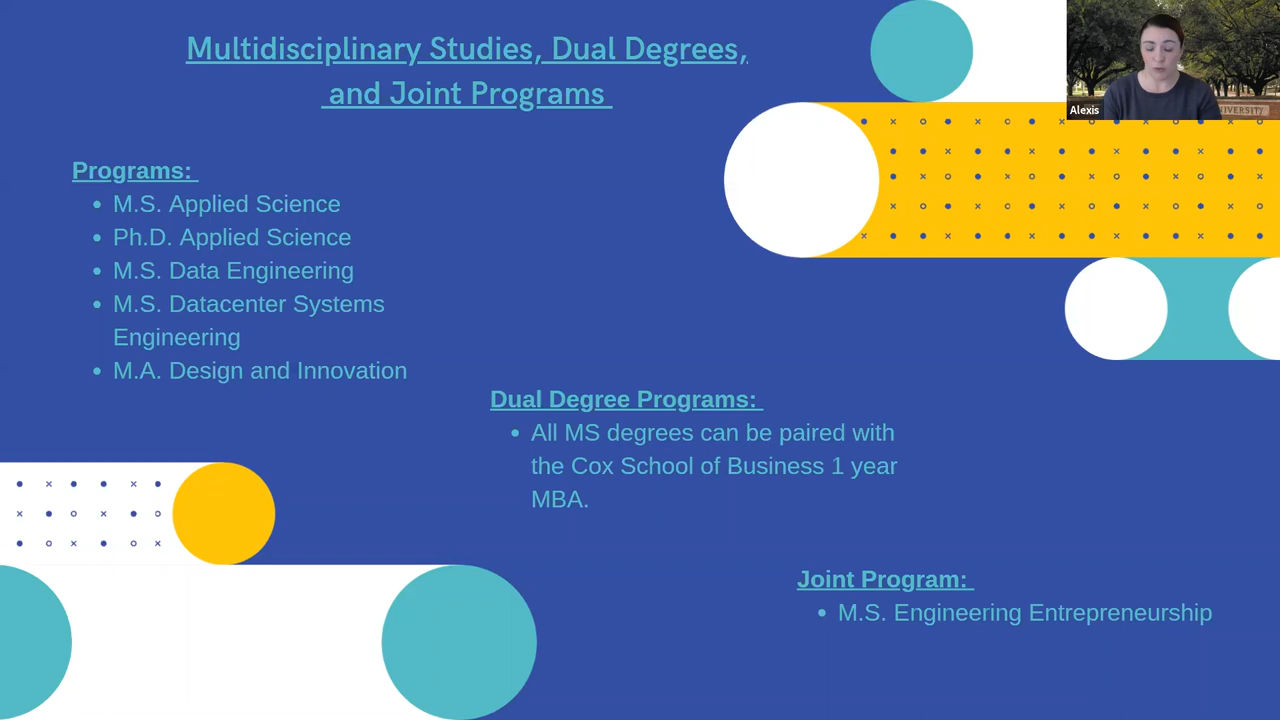 Multidisciplinary Studies, Dual Degrees,
and Joint Programs
Alexis
UNIVERSITY
Programs:
• M.S. Applied Science
• Ph.D. Applied Science
• M.S. Data Engineering
• M.S. Datacenter Systems
Engineering
• M.A. Design and Innovation
Dual Degree Programs:
• All MS degrees can be paired with
the Cox School of Business 1 year
MBA.
Joint Program:
• M.S. Engineering Entrepreneurship